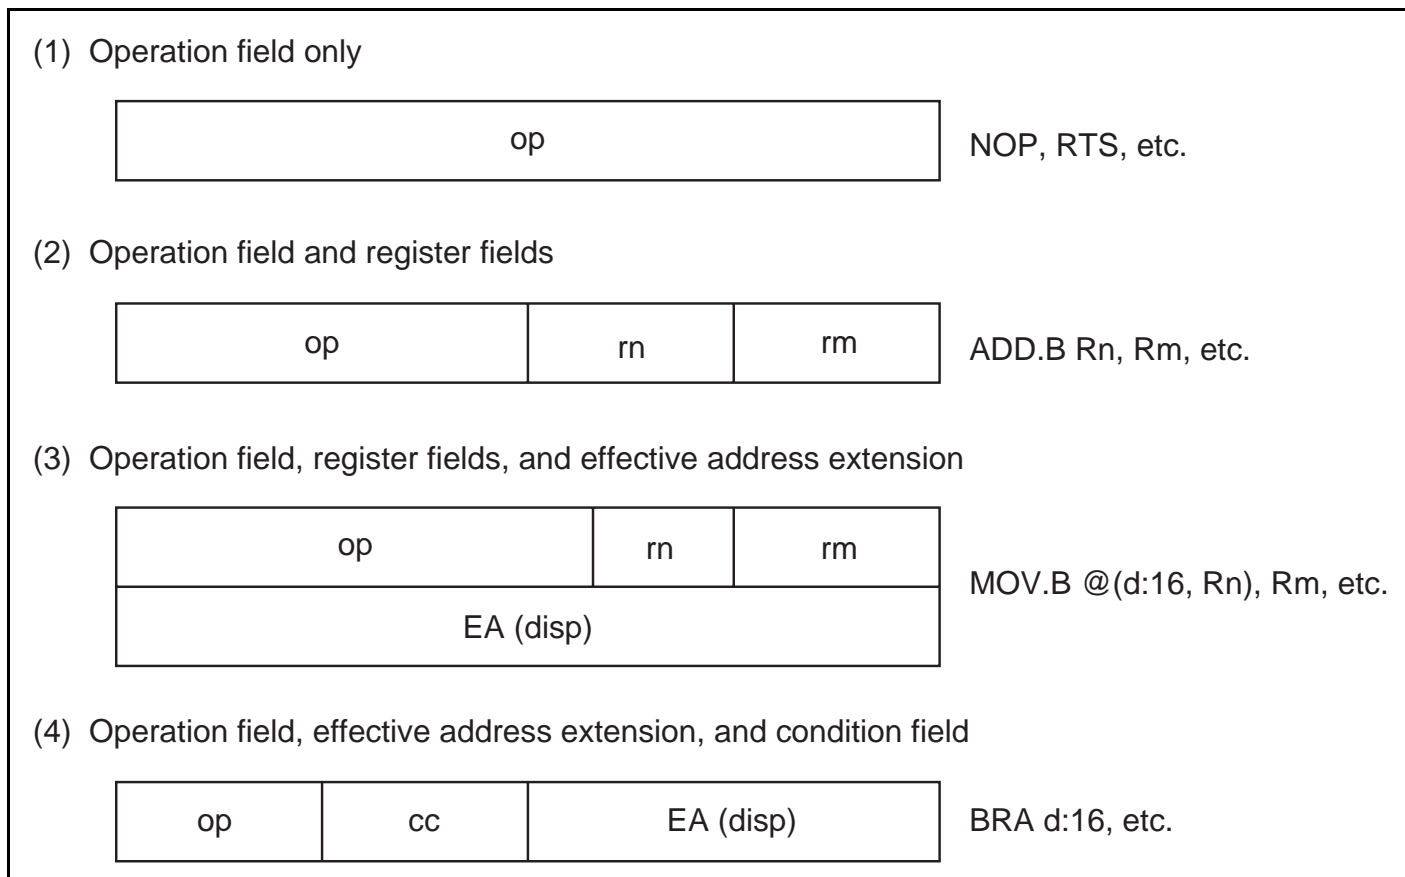 (1) Operation field only
op
NOP, RTS, etc.
(2) Operation field and register fields
op rn rm
ADD.B Rn, Rm, etc.
(3) Operation field, register fields, and effective address extension
op rn rm
EA (disp)
MOV.B @(d:16, Rn), Rm, etc.
(4) Operation field, effective address extension, and condition field
op cc EA (disp)
BRA d:16, etc.